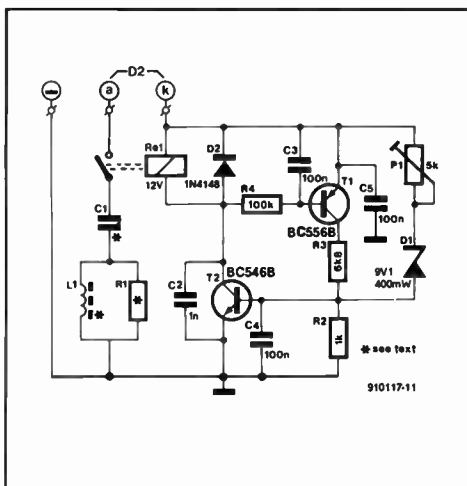 D2
a
k
Re1
12V
D2
1N4148
C3
100n
R4
100k
T1
BC556B
C5
100n
P1
5k
C1
*
L1
*
R1
*
C2
1n
T2
BC546B
C4
100n
R3
6k8
D1
9V1
400mW
R2
1k
* see text
910117-11